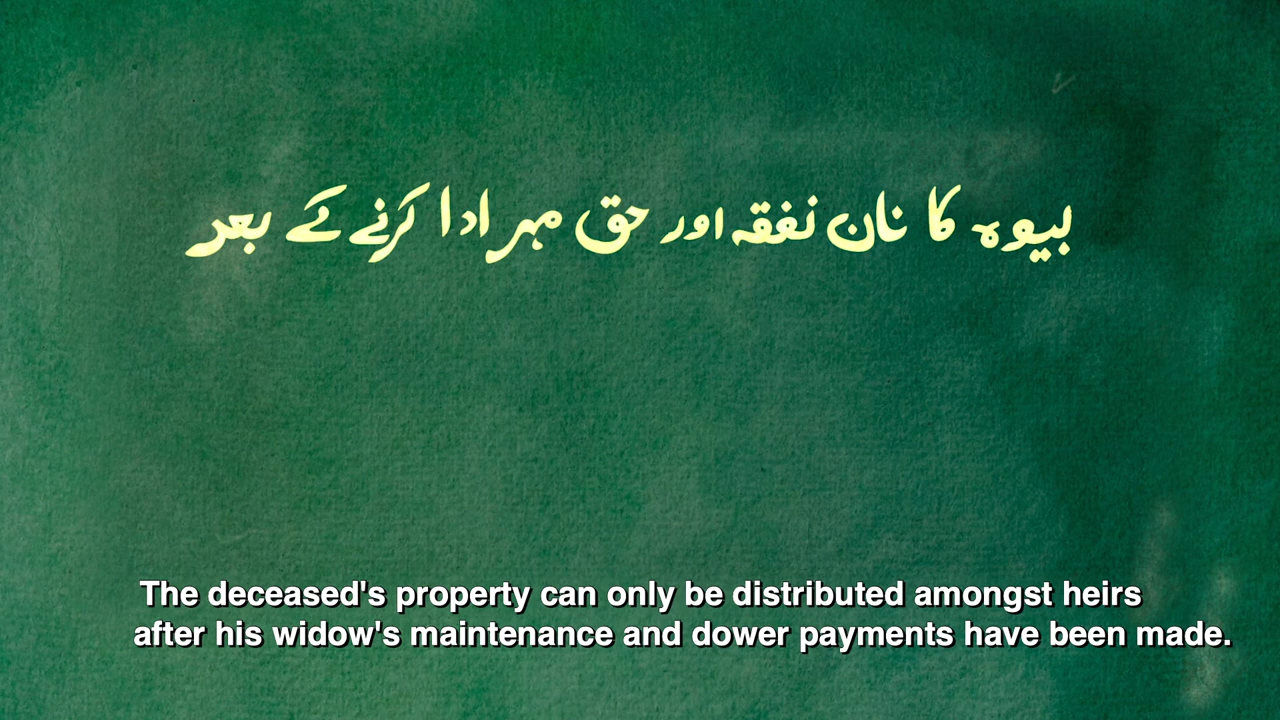 بیوہ کا نان نفقہ اور حق مہر ادا کرنے کے بعد
The deceased's property can only be distributed amongst heirs
after his widow's maintenance and dower payments have been made.